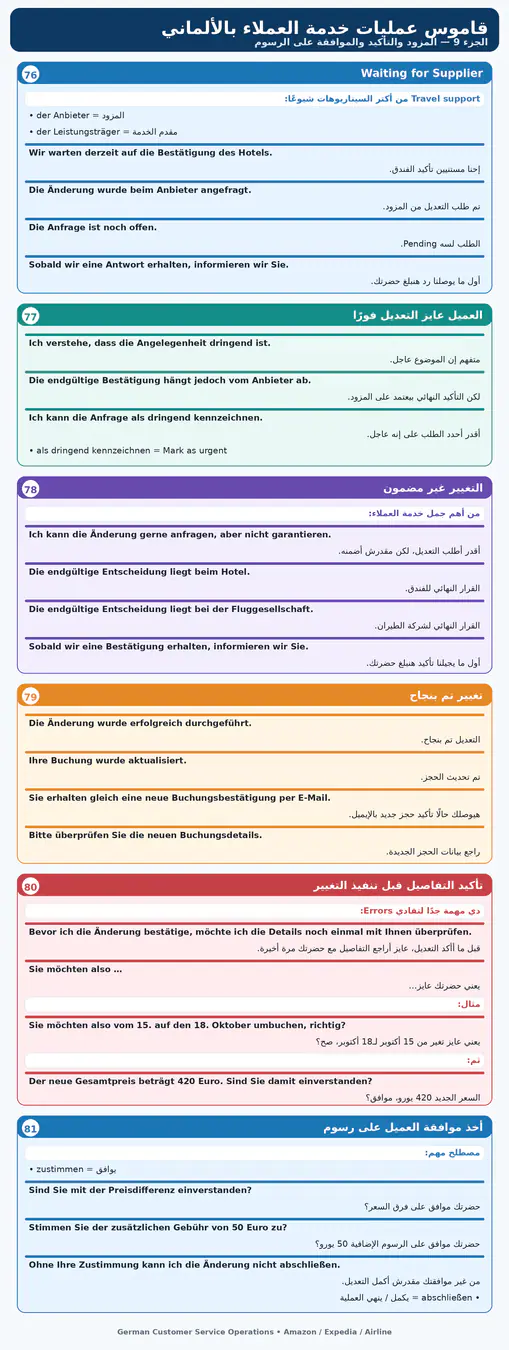 قاموس عمليات خدمة العملاء بالألماني
الجزء 9 — المزود والتأكيد والموافقة على الرسوم
76
Waiting for Supplier
Travel support من أكثر السيناريوهات شيوعًا:
• der Anbieter = المزود
• der Leistungsträger = مقدم الخدمة
Wir warten derzeit auf die Bestätigung des Hotels.
إحنا مستنيين تأكيد الفندق.
Die Änderung wurde beim Anbieter angefragt.
تم طلب التعديل من المزود.
Die Anfrage ist noch offen.
الطلب لسه Pending.
Sobald wir eine Antwort erhalten, informieren wir Sie.
أول ما يوصلنا رد هنبلغ حضرتك.
77
العميل عايز التعديل فورًا
Ich verstehe, dass die Angelegenheit dringend ist.
متفهم إن الموضوع عاجل.
Die endgültige Bestätigung hängt jedoch vom Anbieter ab.
لكن التأكيد النهائي بيعتمد على المزود.
Ich kann die Anfrage als dringend kennzeichnen.
أقدر أحدد الطلب على إنه عاجل.
• als dringend kennzeichnen = Mark as urgent
78
التغيير غير مضمون
من أهم جمل خدمة العملاء:
Ich kann die Änderung gerne anfragen, aber nicht garantieren.
أقدر أطلب التعديل، لكن مقدرش أضمنه.
Die endgültige Entscheidung liegt beim Hotel.
القرار النهائي للفندق.
Die endgültige Entscheidung liegt bei der Fluggesellschaft.
القرار النهائي لشركة الطيران.
Sobald wir eine Bestätigung erhalten, informieren wir Sie.
أول ما يجيلنا تأكيد هنبلغ حضرتك.
79
تغيير تم بنجاح
Die Änderung wurde erfolgreich durchgeführt.
التعديل تم بنجاح.
Ihre Buchung wurde aktualisiert.
تم تحديث الحجز.
Sie erhalten gleich eine neue Buchungsbestätigung per E-Mail.
هيوصلك حالًا تأكيد حجز جديد بالإيميل.
Bitte überprüfen Sie die neuen Buchungsdetails.
راجع بيانات الحجز الجديدة.
80
تأكيد التفاصيل قبل تنفيذ التغيير
دي مهمة جدًا لتفادي Errors:
Bevor ich die Änderung bestätige, möchte ich die Details noch einmal mit Ihnen überprüfen.
قبل ما أأكد التعديل، عايز أراجع التفاصيل مع حضرتك مرة أخيرة.
Sie möchten also ...
يعني حضرتك عايز...
مثال:
Sie möchten also vom 15. auf den 18. Oktober umbuchen, richtig?
يعني عايز تغير من 15 أكتوبر لـ18 أكتوبر، صح؟
ثم:
Der neue Gesamtpreis beträgt 420 Euro. Sind Sie damit einverstanden?
السعر الجديد 420 يورو، موافق؟
81
أخذ موافقة العميل على رسوم
مصطلح مهم:
• zustimmen = يوافق
Sind Sie mit der Preisdifferenz einverstanden?
حضرتك موافق على فرق السعر؟
Stimmen Sie der zusätzlichen Gebühr von 50 Euro zu?
حضرتك موافق على الرسوم الإضافية 50 يورو؟
Ohne Ihre Zustimmung kann ich die Änderung nicht abschließen.
من غير موافقتك مقدرش أكمل التعديل.
• abschließen = يكمل / ينهي العملية
German Customer Service Operations • Amazon / Expedia / Airline